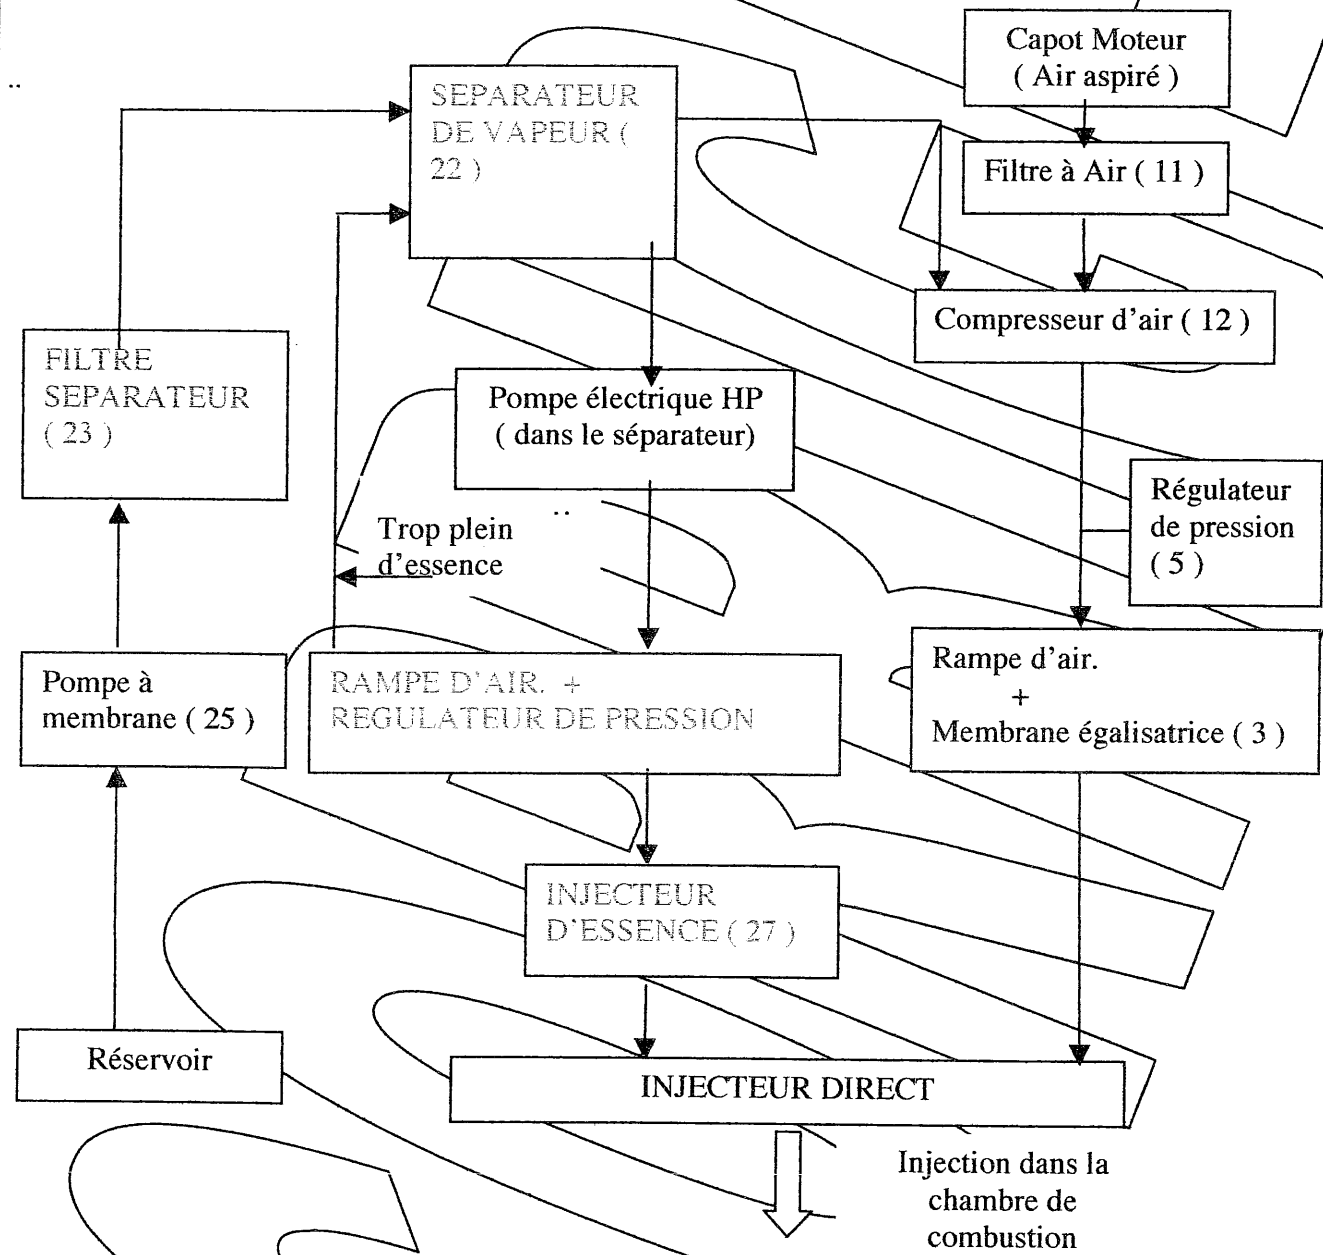 Capot Moteur
( Air aspiré )
SEPARATEUR
DE VAPEUR (
22 )
Filtre à Air ( 11 )
Compresseur d'air ( 12 )
FILTRE
SEPARATEUR
( 23 )
Pompe électrique HP
( dans le séparateur)
Régulateur
de pression
( 5 )
Trop plein
d'essence
Pompe à
membrane ( 25 )
RAMPE D'AIR. +
REGULATEUR DE PRESSION
Rampe d'air.
+
Membrane égalisatrice ( 3 )
INJECTEUR
D'ESSENCE ( 27 )
Réservoir
INJECTEUR DIRECT
Injection dans la
chambre de
combustion